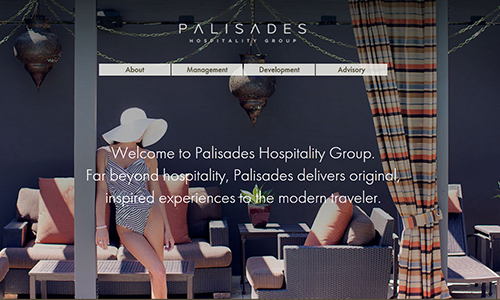 PALISADES
HOSPITALITY GROUP
About Management Development Advisory
Welcome to Palisades Hospitality Group.
Far beyond hospitality, Palisades delivers original,
inspired experiences to the modern traveler.